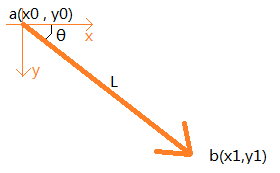 a(x0 , y0)
x
θ
y
L
b(x1,y1)